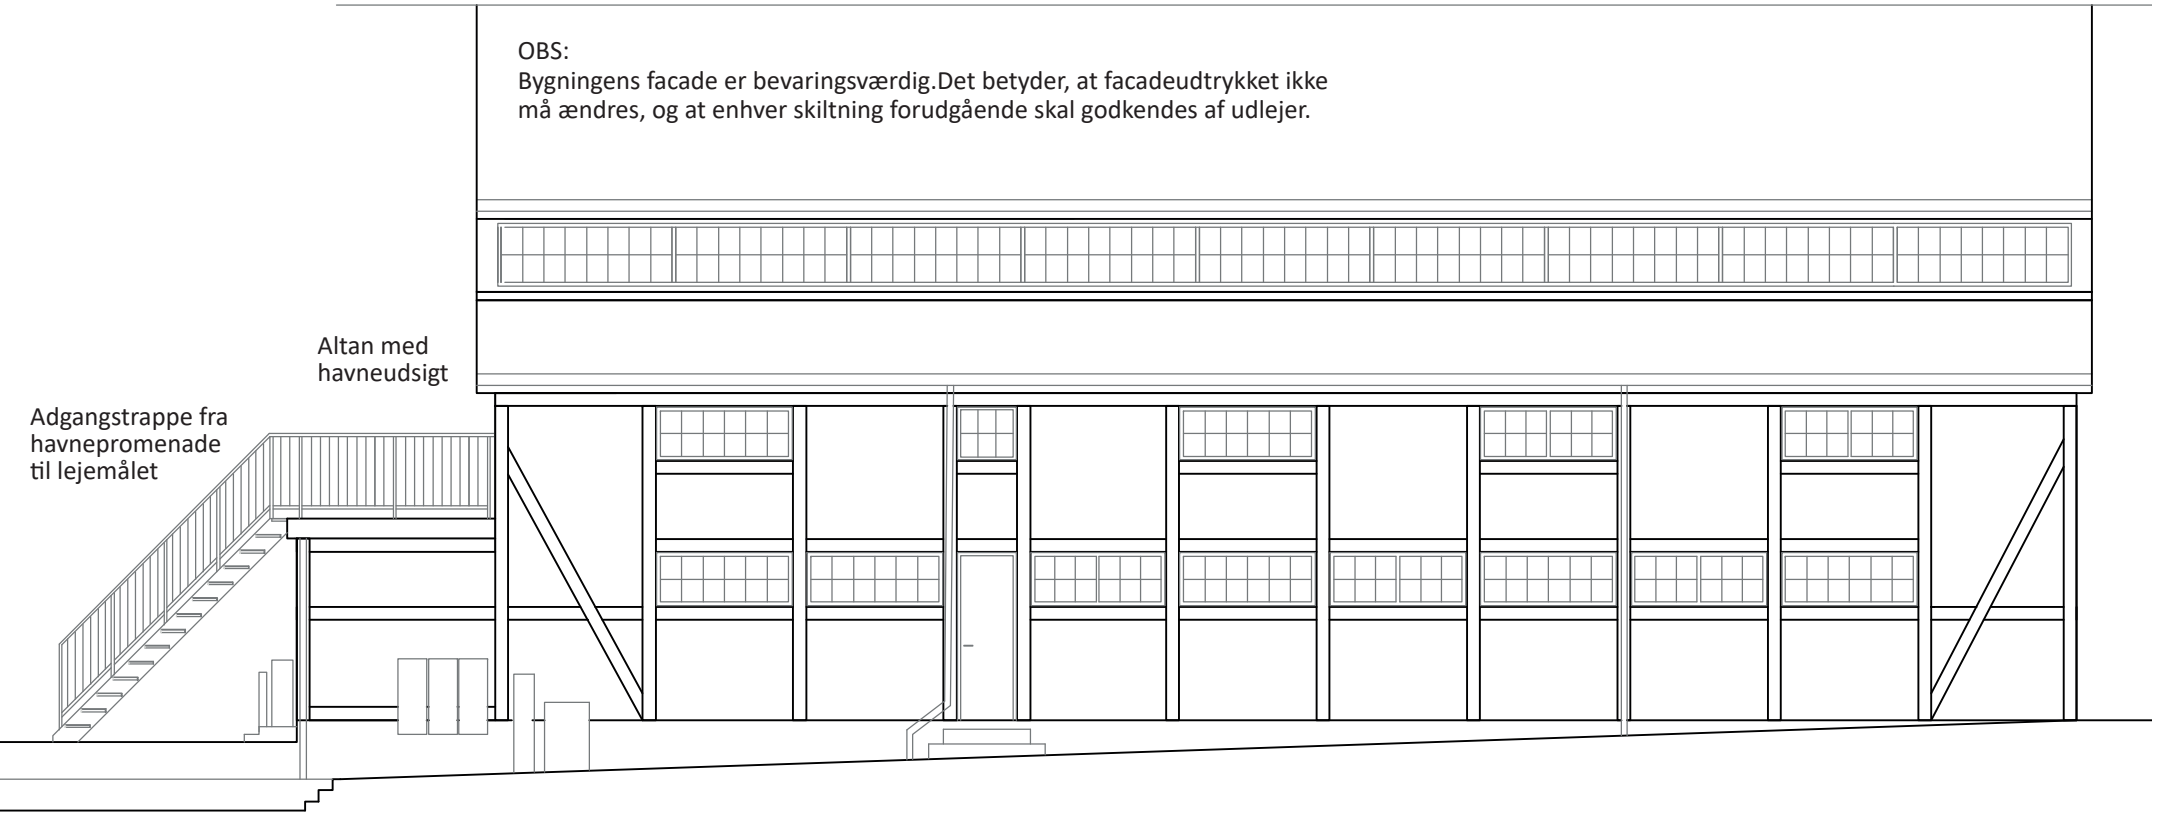 OBS:
Bygningens facade er bevaringsværdig.Det betyder, at facadeudtrykket ikke
må ændres, og at enhver skiltning forudgående skal godkendes af udlejer.
Altan med
havneudsigt
Adgangstrappe fra
havnepromenade
til lejemålet